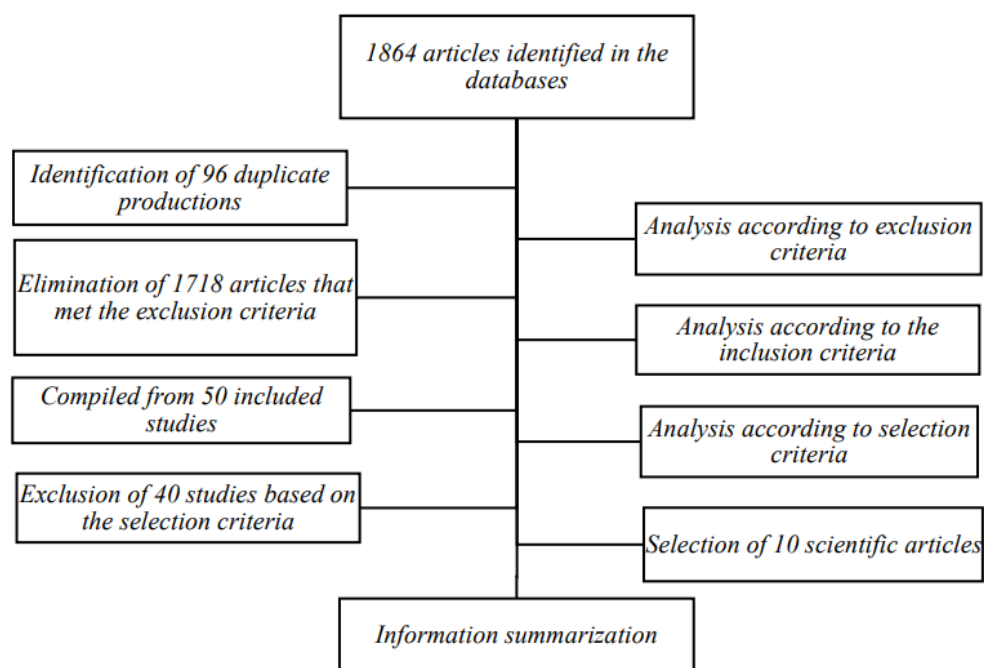 1864 articles identified in the
databases
Identification of 96 duplicate
productions
Analysis according to exclusion
criteria
Elimination of 1718 articles that
met the exclusion criteria
Analysis according to the
inclusion criteria
Compiled from 50 included
studies
Analysis according to selection
criteria
Exclusion of 40 studies based on
the selection criteria
Selection of 10 scientific articles
Information summarization